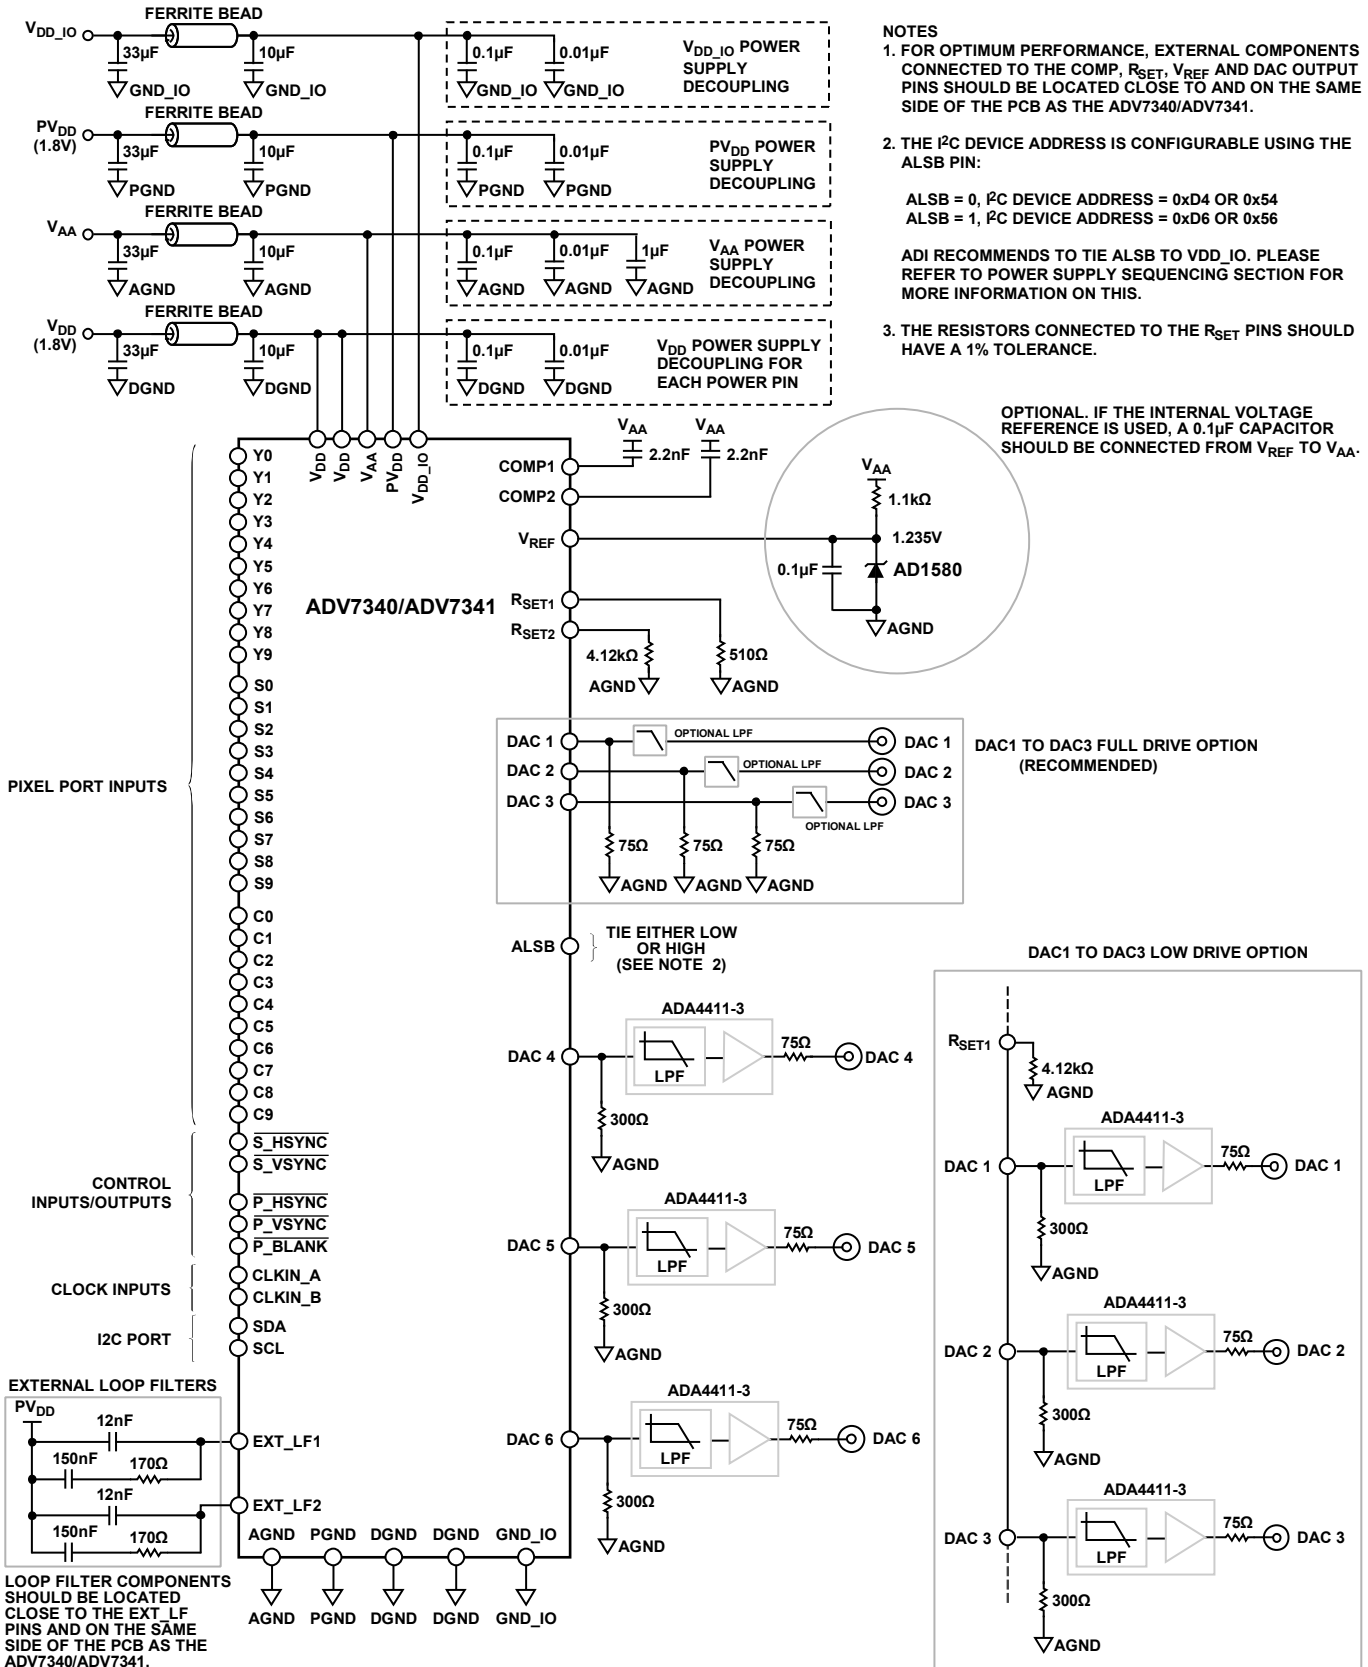 FERRITE BEAD
VDD_IO
33µF
10µF
0.1µF
0.01µF
GND_IO
GND_IO
GND_IO
GND_IO
VDD_IO POWER
SUPPLY
DECOUPLING
FERRITE BEAD
PVDD
(1.8V)
33µF
10µF
0.1µF
0.01µF
PGND
PGND
PGND
PGND
PVDD POWER
SUPPLY
DECOUPLING
FERRITE BEAD
VAA
33µF
10µF
0.1µF
0.01µF
1µF
AGND
AGND
AGND
AGND
AGND
VAA POWER
SUPPLY
DECOUPLING
FERRITE BEAD
VDD
(1.8V)
33µF
10µF
0.1µF
0.01µF
DGND
DGND
DGND
DGND
VDD POWER SUPPLY
DECOUPLING FOR
EACH POWER PIN
NOTES
1. FOR OPTIMUM PERFORMANCE, EXTERNAL COMPONENTS
CONNECTED TO THE COMP, RSET, VREF AND DAC OUTPUT
PINS SHOULD BE LOCATED CLOSE TO AND ON THE SAME
SIDE OF THE PCB AS THE ADV7340/ADV7341.
2. THE I2C DEVICE ADDRESS IS CONFIGURABLE USING THE
ALSB PIN:
ALSB = 0, I2C DEVICE ADDRESS = 0xD4 OR 0x54
ALSB = 1, I2C DEVICE ADDRESS = 0xD6 OR 0x56
ADI RECOMMENDS TO TIE ALSB TO VDD_IO. PLEASE
REFER TO POWER SUPPLY SEQUENCING SECTION FOR
MORE INFORMATION ON THIS.
3. THE RESISTORS CONNECTED TO THE RSET PINS SHOULD
HAVE A 1% TOLERANCE.
OPTIONAL. IF THE INTERNAL VOLTAGE
REFERENCE IS USED, A 0.1µF CAPACITOR
SHOULD BE CONNECTED FROM VREF TO VAA.
VDD
VDD
VAA
PVDD
VDD_IO
ADV7340/ADV7341
PIXEL PORT INPUTS
Y0
Y1
Y2
Y3
Y4
Y5
Y6
Y7
Y8
Y9
S0
S1
S2
S3
S4
S5
S6
S7
S8
S9
C0
C1
C2
C3
C4
C5
C6
C7
C8
C9
CONTROL
INPUTS/OUTPUTS
S_HSYNC
S_VSYNC
P_HSYNC
P_VSYNC
P_BLANK
CLOCK INPUTS
CLKIN_A
CLKIN_B
I2C PORT
SDA
SCL
EXTERNAL LOOP FILTERS
PVDD
12nF
150nF
170Ω
12nF
150nF
170Ω
EXT_LF1
EXT_LF2
LOOP FILTER COMPONENTS
SHOULD BE LOCATED
CLOSE TO THE EXT_LF
PINS AND ON THE SAME
SIDE OF THE PCB AS THE
ADV7340/ADV7341.
AGND PGND DGND DGND GND_IO
AGND PGND DGND DGND GND_IO
VAA
VAA
2.2nF
2.2nF
COMP1
COMP2
VREF
VAA
1.1kΩ
1.235V
0.1µF
AD1580
AGND
RSET1
RSET2
4.12kΩ
510Ω
AGND
AGND
DAC 1
OPTIONAL LPF
DAC 1
DAC 2
OPTIONAL LPF
DAC 2
DAC 3
DAC 3
OPTIONAL LPF
75Ω
75Ω
75Ω
AGND
AGND
AGND
DAC1 TO DAC3 FULL DRIVE OPTION
(RECOMMENDED)
ALSB
TIE EITHER LOW
OR HIGH
(SEE NOTE 2)
ADA4411-3
DAC 4
LPF
75Ω
DAC 4
300Ω
AGND
ADA4411-3
DAC 5
LPF
75Ω
DAC 5
300Ω
AGND
ADA4411-3
DAC 6
LPF
75Ω
DAC 6
300Ω
AGND
DAC1 TO DAC3 LOW DRIVE OPTION
RSET1
4.12kΩ
AGND
ADA4411-3
DAC 1
LPF
75Ω
DAC 1
300Ω
AGND
ADA4411-3
DAC 2
LPF
75Ω
DAC 2
300Ω
AGND
ADA4411-3
DAC 3
LPF
75Ω
DAC 3
300Ω
AGND